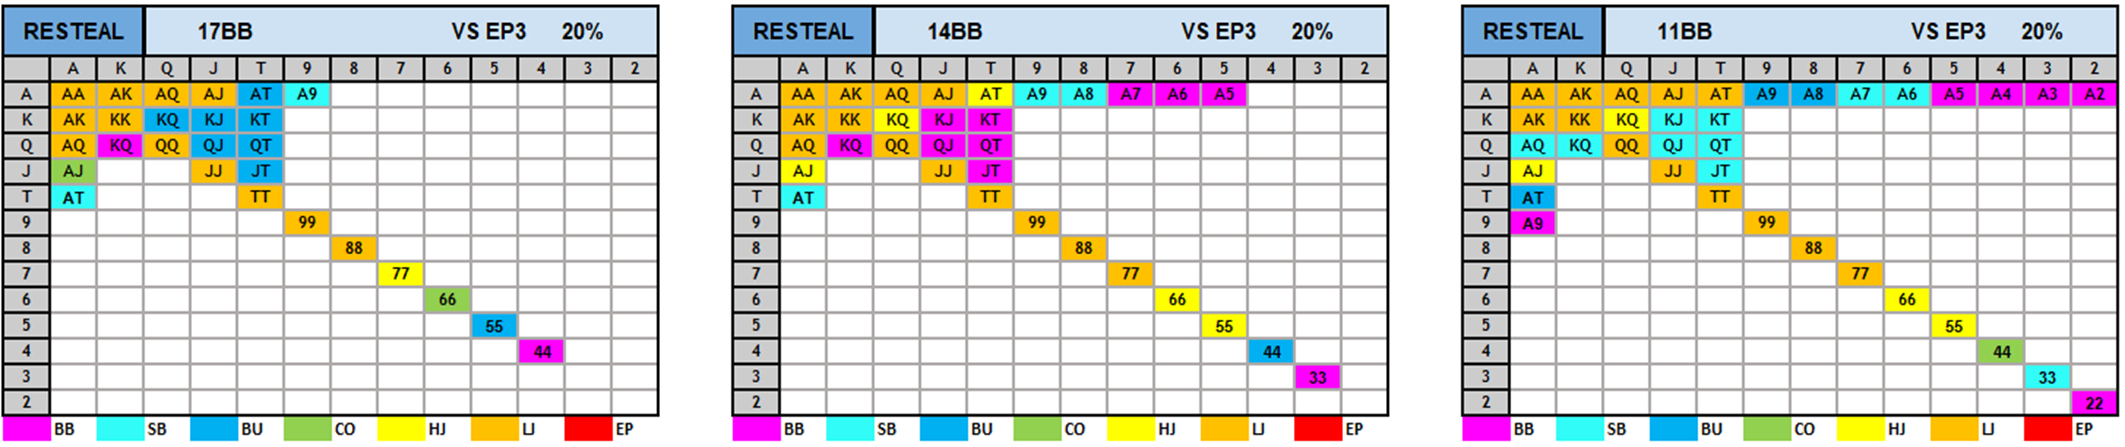 RESTEAL 17BB VS EP3 20%
A K Q J T 9 8 7 6 5 4 3 2
A AA AK AQ AJ AT A9
K AK KK KQ KJ KT
Q AQ KQ QQ QJ QT
J AJ JJ JT
T AT TT
9 99
8 88
7 77
6 66
5 55
4 44
3
2
BB SB BU CO HJ LJ EP
RESTEAL 14BB VS EP3 20%
A K Q J T 9 8 7 6 5 4 3 2
A AA AK AQ AJ AT A9 A8 A7 A6 A5
K AK KK KQ KJ KT
Q AQ KQ QQ QJ QT
J AJ JJ JT
T AT TT
9 99
8 88
7 77
6 66
5 55
4 44
3 33
2
BB SB BU CO HJ LJ EP
RESTEAL 11BB VS EP3 20%
A K Q J T 9 8 7 6 5 4 3 2
A AA AK AQ AJ AT A9 A8 A7 A6 A5 A4 A3 A2
K AK KK KQ KJ KT
Q AQ KQ QQ QJ QT
J AJ JJ JT
T AT TT
9 A9 99
8 88
7 77
6 66
5 55
4 44
3 33
2 22
BB SB BU CO HJ LJ EP